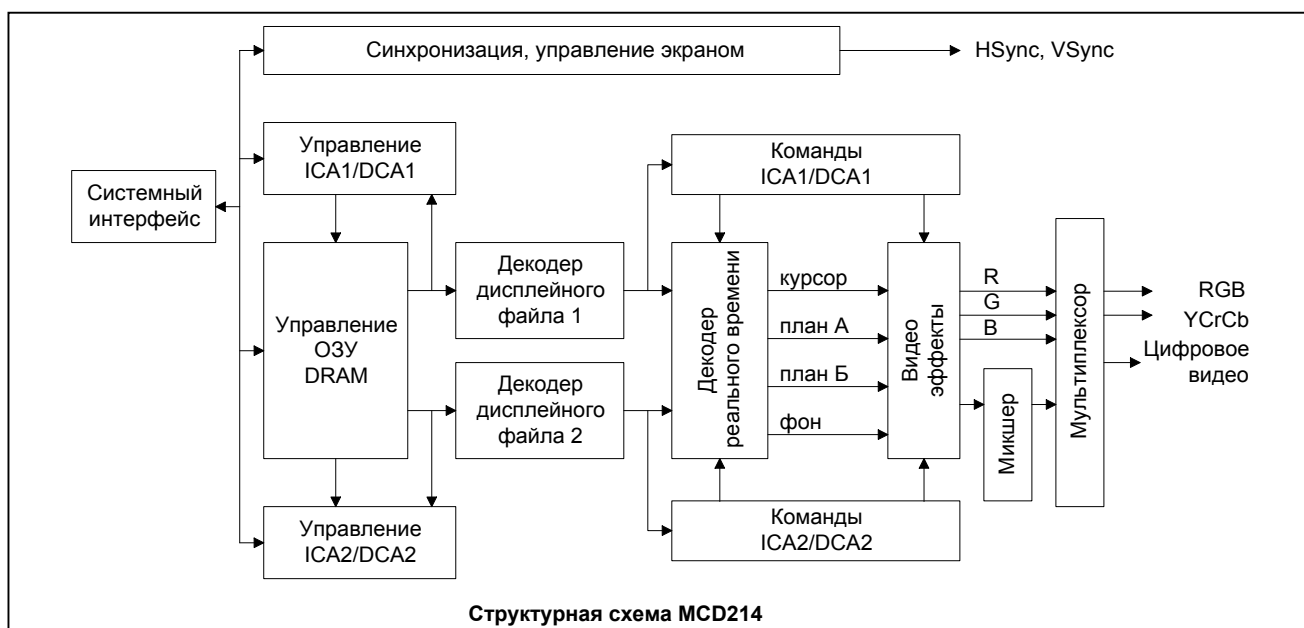 Синхронизация, управление экраном
HSync, VSync
Управление
ICA1/DCA1
Команды
ICA1/DCA1
Системный
интерфейс
Управление
ОЗУ
DRAM
Декодер
дисплейного
файла 1
Декодер
дисплейного
файла 2
Декодер
реального времени
курсор
план А
план Б
фон
Видео
эффекты
R
G
B
Микшер
Мультиплексор
RGB
YCrCb
Цифровое
видео
Управление
ICA2/DCA2
Команды
ICA2/DCA2
Структурная схема MCD214